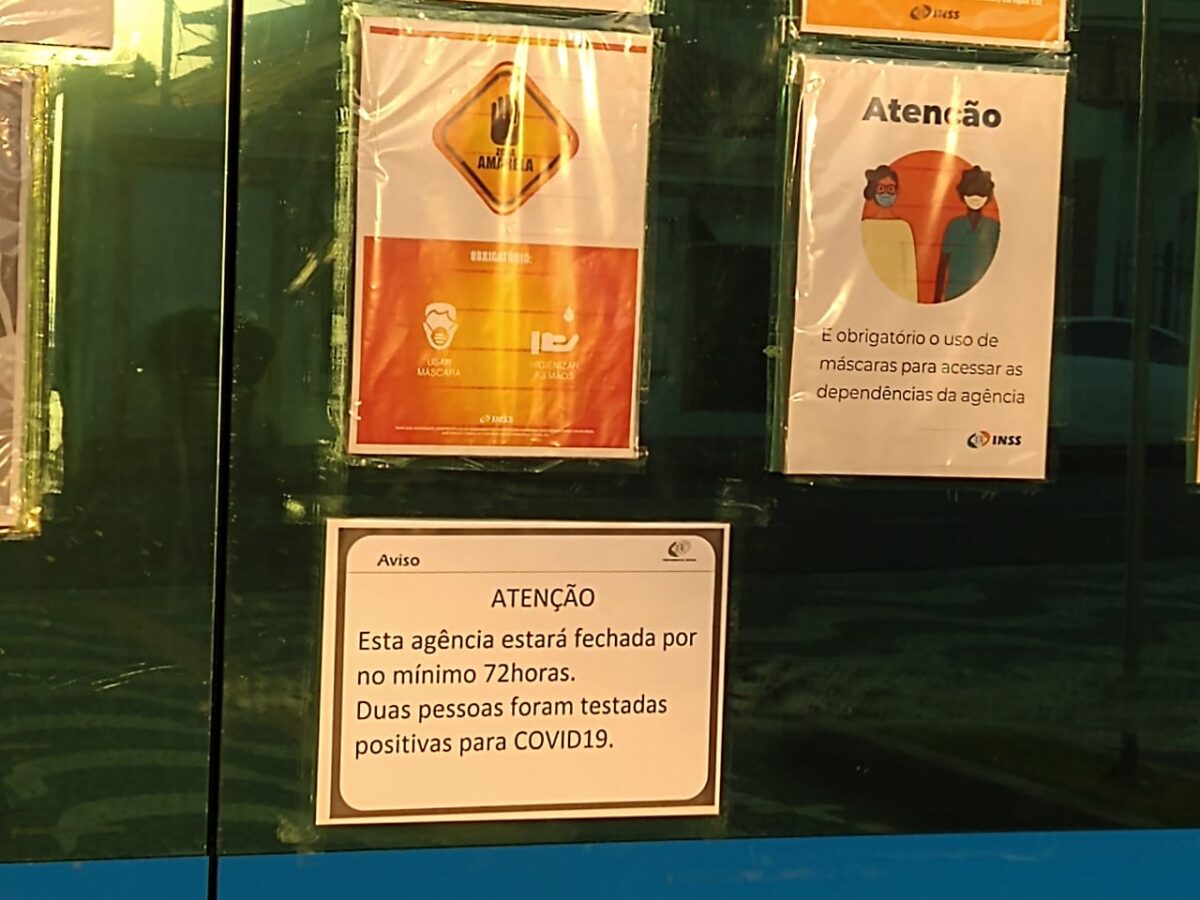 INSS
ZONA
AMARELA
OBRIGATÓRIO:
USAR
MÁSCARA
HIGIENIZAR
AS MÃOS
INSS
Atenção
É obrigatório o uso de
máscaras para acessar as
dependências da agência
INSS
Aviso
ATENÇÃO
Esta agência estará fechada por
no mínimo 72horas.
Duas pessoas foram testadas
positivas para COVID19.